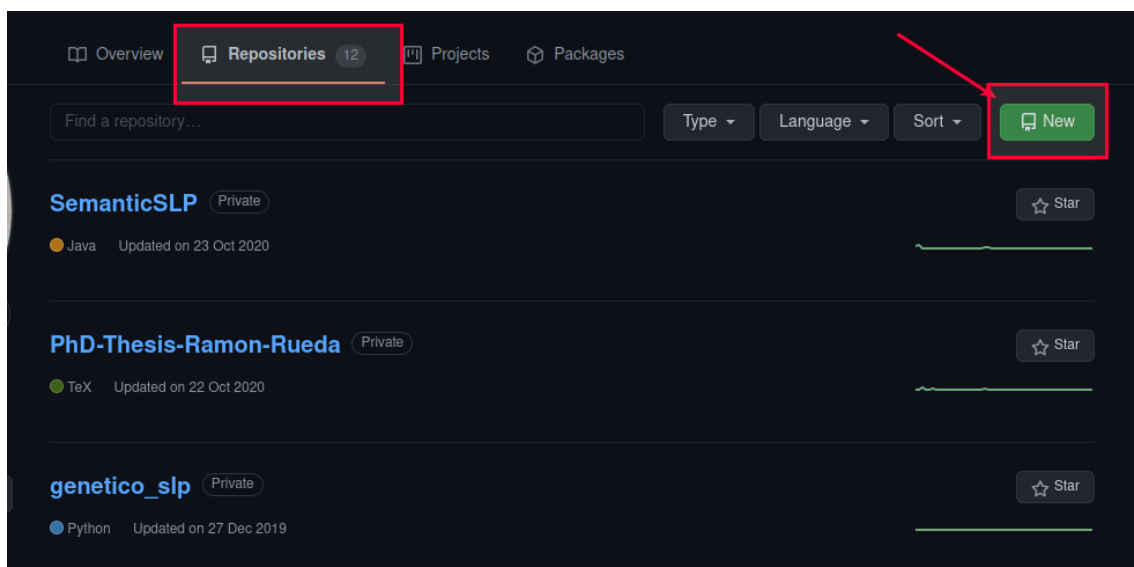 Overview Repositories 12 Projects Packages
Find a repository... Type Language Sort New
SemanticSLP Private Star
Java Updated on 23 Oct 2020
PhD-Thesis-Ramon-Rueda Private Star
TeX Updated on 22 Oct 2020
genetico_slp Private Star
Python Updated on 27 Dec 2019